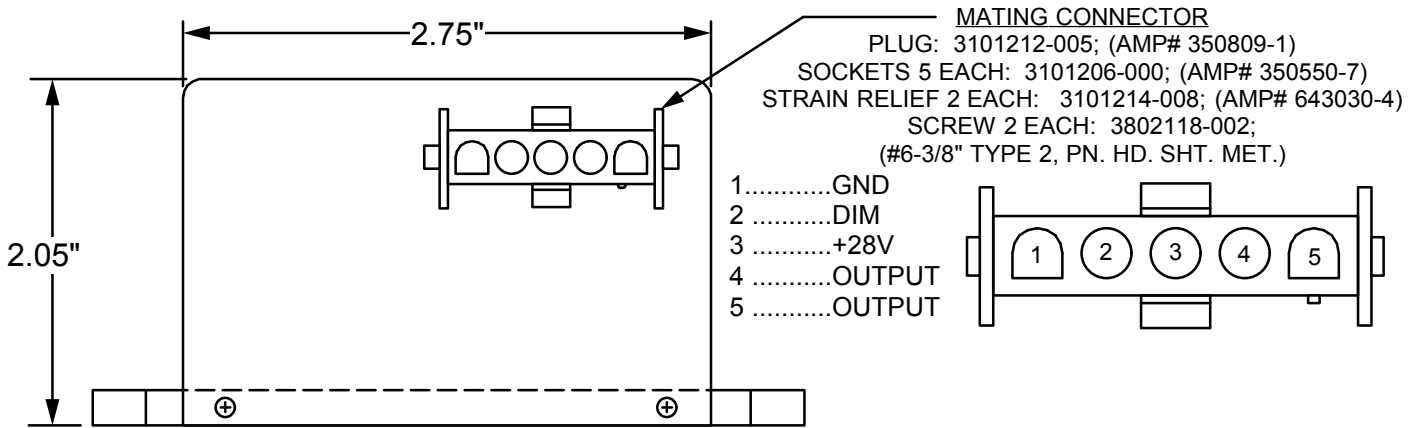 2.75"
MATING CONNECTOR
PLUG: 3101212-005; (AMP# 350809-1)
SOCKETS 5 EACH: 3101206-000; (AMP# 350550-7)
STRAIN RELIEF 2 EACH: 3101214-008; (AMP# 643030-4)
SCREW 2 EACH: 3802118-002;
(#6-3/8" TYPE 2, PN. HD. SHT. MET.)
2.05"
1............GND
2 ...........DIM
3 ...........+28V
4 ...........OUTPUT
5 ...........OUTPUT
1 2 3 4 5